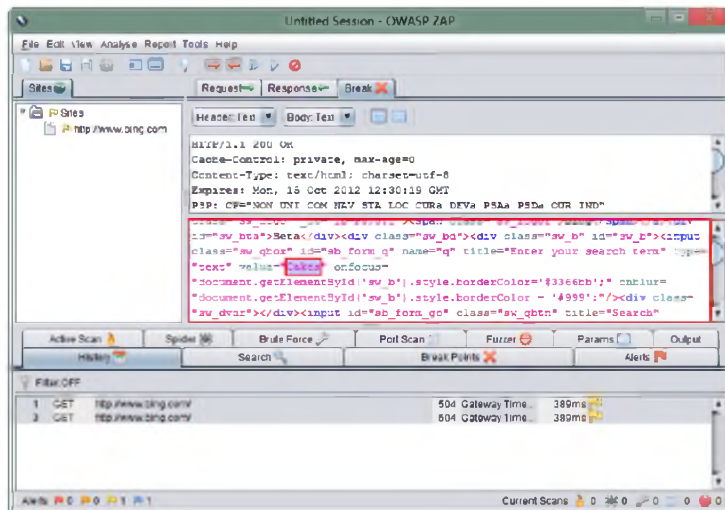 Untitled Session - OWASP ZAP
File Edit View Analyse Report Tools Help
Sites
Request Response Break
Sites
http://www.bing.com
Header: Text Body: Text
HTTP/1.1 200 OK
Cache-Control: private, max-age=0
Content-Type: text/html; charset=utf-8
Expires: Mon, 15 Oct 2012 12:30:19 GMT
P3P: CP="NON UNI COM NAV STA LOC CURa DEVa PSAa PSDa OUR IND"
id="sw_bta">Beta</div><div class="sw_bd"><div class="sw_b" id="sw_b"><input
class="sw_qbox" id="sb_form_q" name="q" title="Enter your search term" type=
"text" value="Cakes" onfocus=
"document.getElementById('sw_b').style.borderColor='#3366bb';" onblur=
"document.getElementById('sw_b').style.borderColor = '#999';"/><div class=
"sw_dvdr"></div><input id="sb_form_go" class="sw_qbtn" title="Search"
Active Scan Spider Brute Force Port Scan Fuzzer Params Output
History Search Break Points Alerts
Filter:OFF
1 GET http://www.bing.com/ 504 Gateway Time... 389ms
3 GET http://www.bing.com/ 504 Gateway Time... 389ms
Alerts 0 0 1 1 Current Scans 0 0 0 0 0